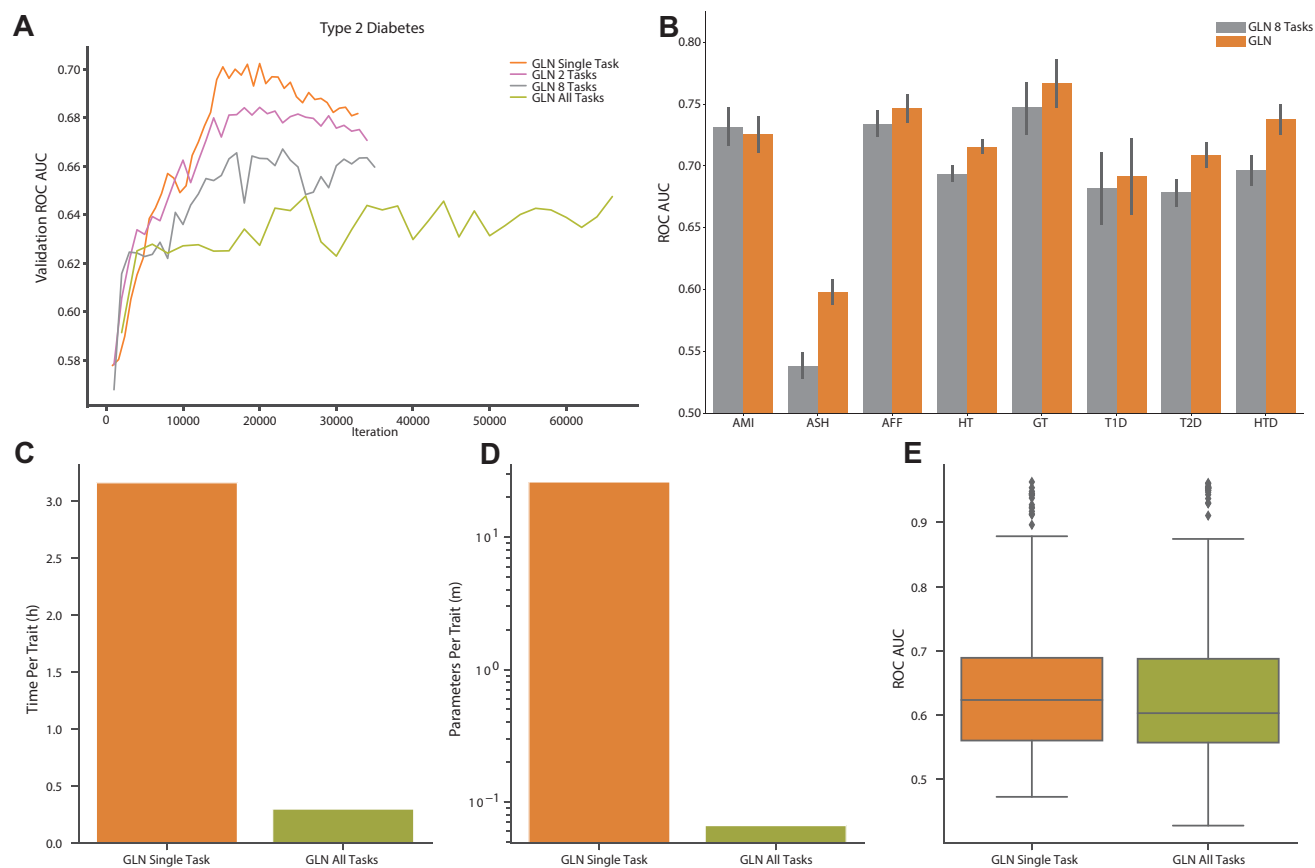 A
Type 2 Diabetes
Validation ROC AUC
0.70
0.68
0.66
0.64
0.62
0.60
0.58
GLN Single Task
GLN 2 Tasks
GLN 8 Tasks
GLN All Tasks
0 10000 20000 30000 40000 50000 60000
Iteration
B
ROC AUC
0.80
0.75
0.70
0.65
0.60
0.55
0.50
GLN 8 Tasks
GLN
AMI ASH AFF HT GT T1D T2D HTD
C
Time Per Trait (h)
3.0
2.5
2.0
1.5
1.0
0.5
0.0
GLN Single Task GLN All Tasks
D
Parameters Per Trait (m)
10^1
10^0
10^-1
GLN Single Task GLN All Tasks
E
ROC AUC
0.9
0.8
0.7
0.6
0.5
GLN Single Task GLN All Tasks